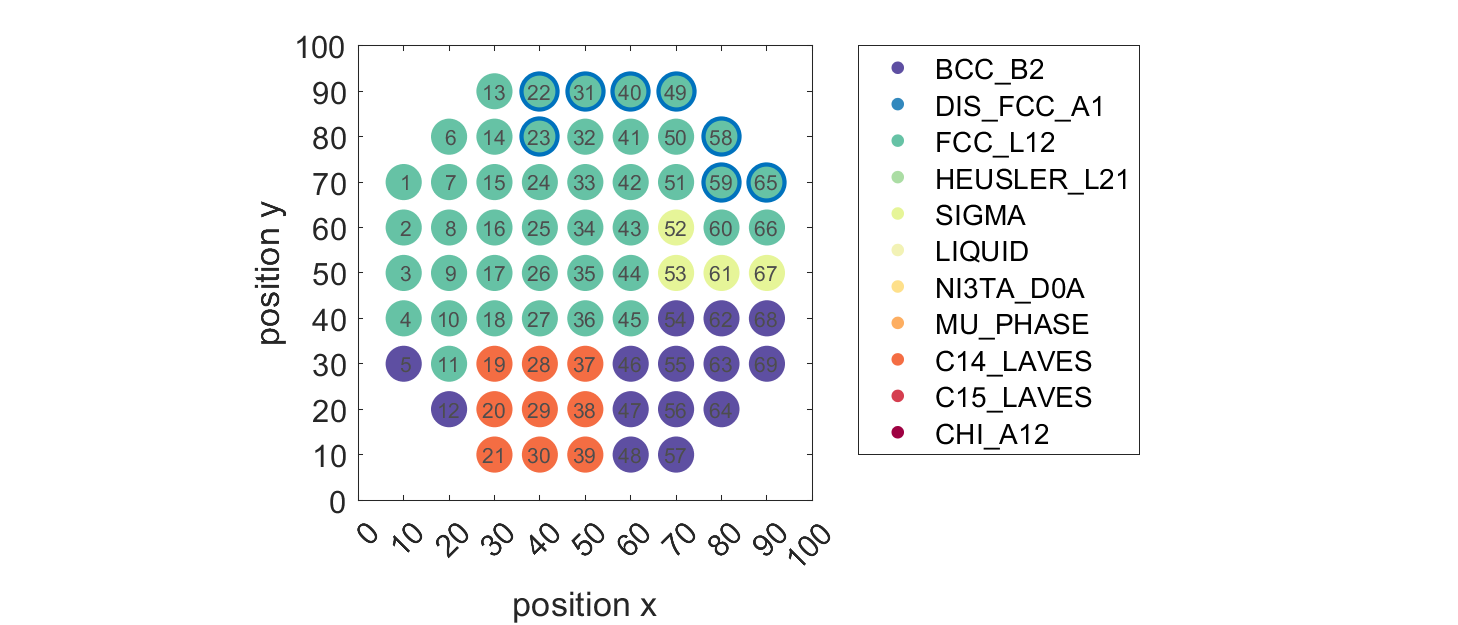 100
90 13 22 31 40 49
80 6 14 23 32 41 50 58
70 1 7 15 24 33 42 51 59 65
60 2 8 16 25 34 43 52 60 66
50 3 9 17 26 35 44 53 61 67
40 4 10 18 27 36 45 54 62 68
30 5 11 19 28 37 46 55 63 69
20 12 20 29 38 47 56 64
10 21 30 39 48 57
0
0 10 20 30 40 50 60 70 80 90 100
position x
position y
BCC_B2
DIS_FCC_A1
FCC_L12
HEUSLER_L21
SIGMA
LIQUID
NI3TA_D0A
MU_PHASE
C14_LAVES
C15_LAVES
CHI_A12